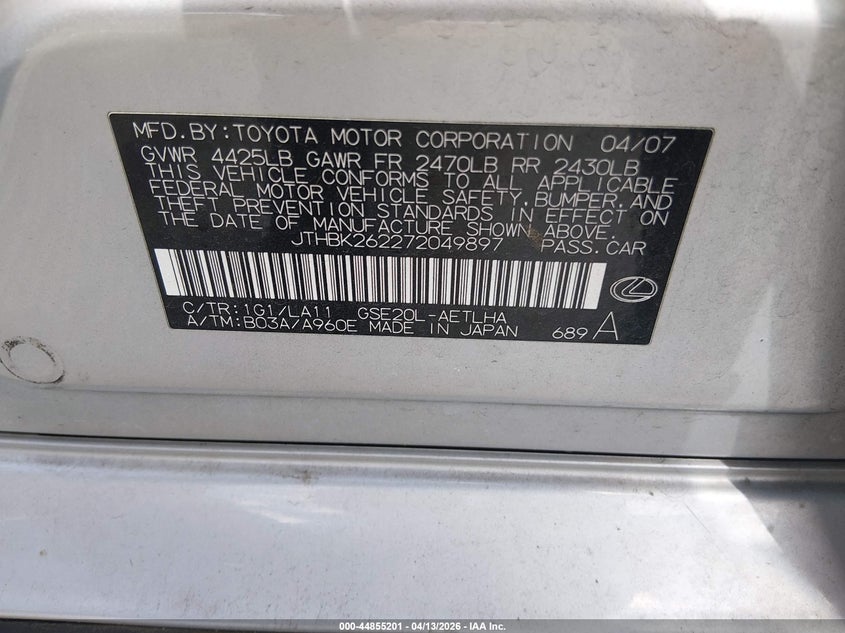 MFD.BY:TOYOTA MOTOR CORPORATION 04/07
GVWR 4425LB GAWR FR 2470LB RR 2430LB
THIS VEHICLE CONFORMS TO ALL APPLICABLE
FEDERAL MOTOR VEHICLE SAFETY,BUMPER,AND
THEFT PREVENTION STANDARDS IN EFFECT ON
THE DATE OF MANUFACTURE SHOWN ABOVE.
JTHBK262272049897 PASS.CAR
C/TR:1G1/LA11 GSE20L-AETLHA
A/TM:B03A/A960E MADE IN JAPAN 689 A
000-44855201 | 04/13/2026 - IAA Inc.